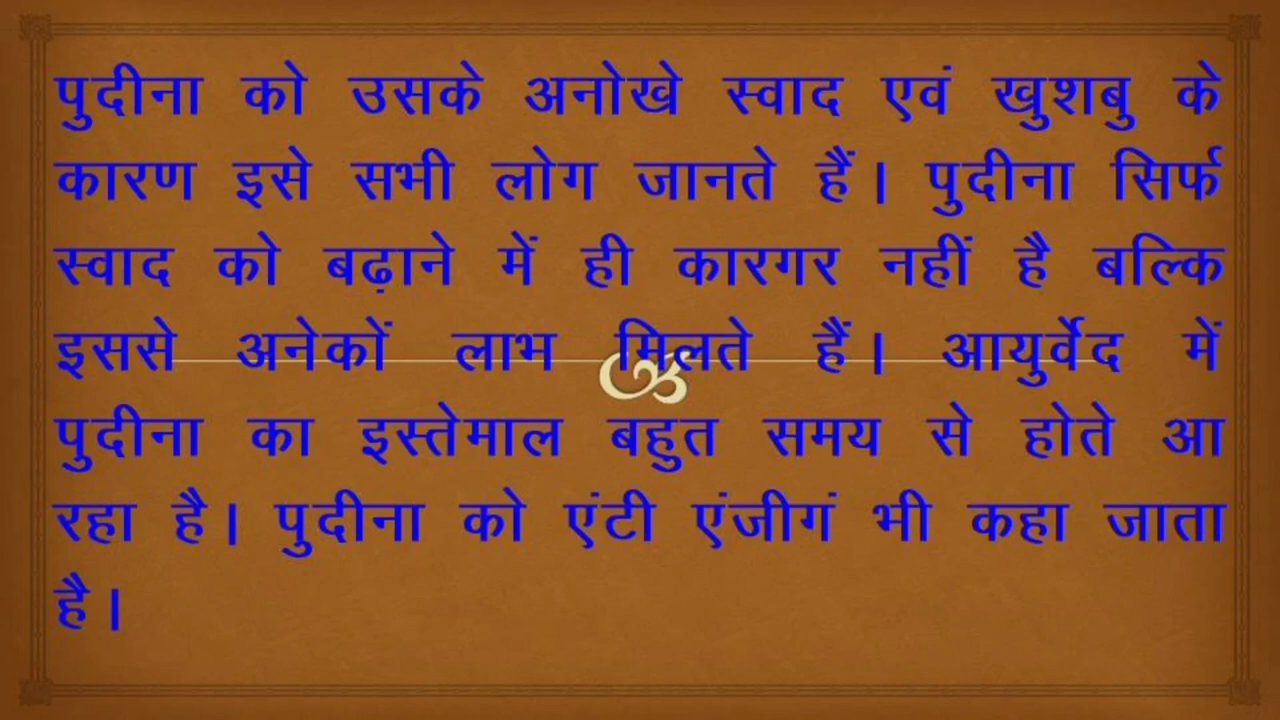 पुदीना को उसके अनोखे स्वाद एवं खुशबु के
कारण इसे सभी लोग जानते हैं। पुदीना सिर्फ
स्वाद को बढ़ाने में ही कारगर नहीं है बल्कि
इससे अनेकों लाभ मिलते हैं। आयुर्वेद में
पुदीना का इस्तेमाल बहुत समय से होते आ
रहा है। पुदीना को एंटी एंजीगं भी कहा जाता
है।